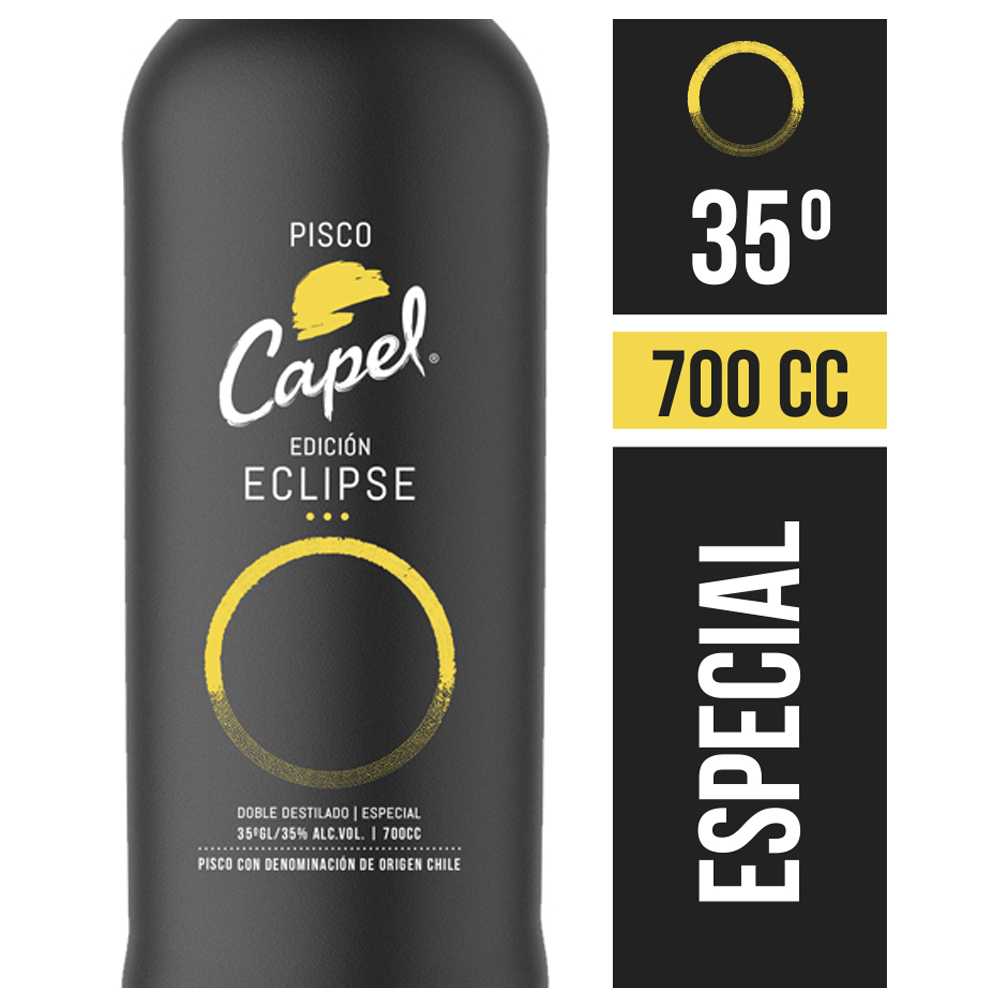 PISCO
Capel®
EDICIÓN
ECLIPSE
DOBLE DESTILADO | ESPECIAL
35ºGL/35% ALC.VOL. | 700CC
PISCO CON DENOMINACIÓN DE ORIGEN CHILE
35º
700 CC
ESPECIAL